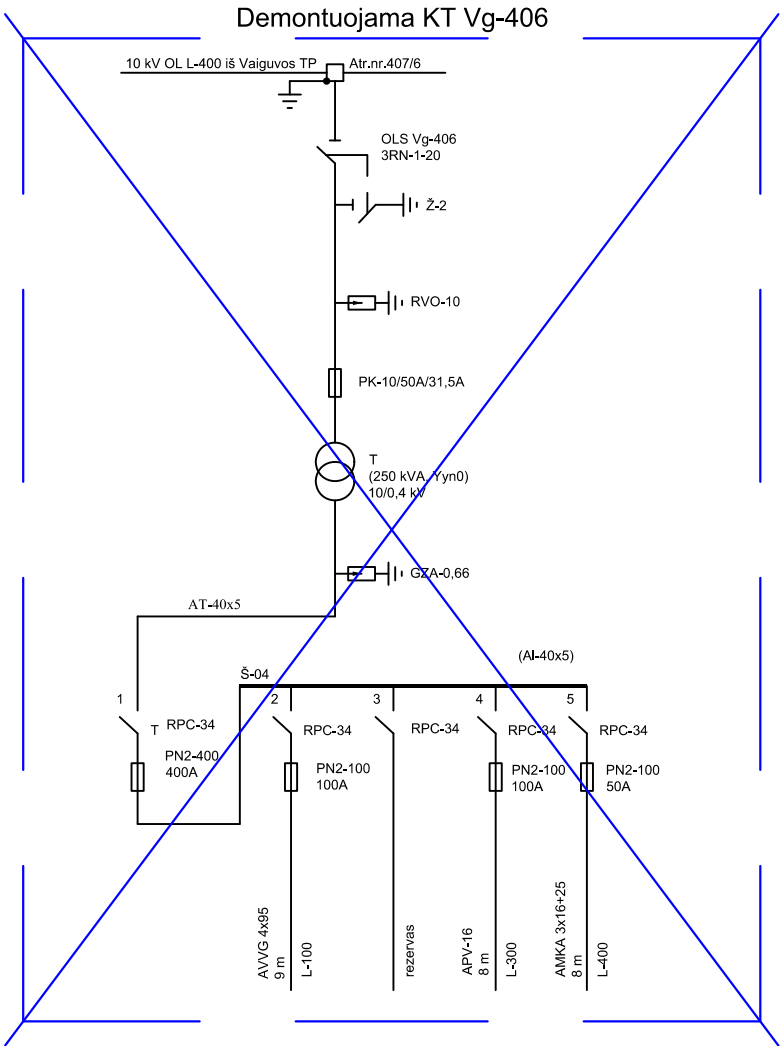 Demontuojama KT Vg-406
10 kV OL L-400 iš Vaiguvos TP
Atr.nr.407/6
OLS Vg-406
3RN-1-20
Ž-2
RVO-10
PK-10/50A/31,5A
T
(250 kVA, Yyn0)
10/0,4 kV
GZA-0,66
AT-40x5
(Al-40x5)
Š-04
1
2
3
4
5
T RPC-34
RPC-34
RPC-34
RPC-34
RPC-34
PN2-400
400A
PN2-100
100A
PN2-100
100A
PN2-100
50A
AVVG 4x95
9 m
L-100
rezervas
APV-16
8 m
L-300
AMKA 3x16+25
8 m
L-400